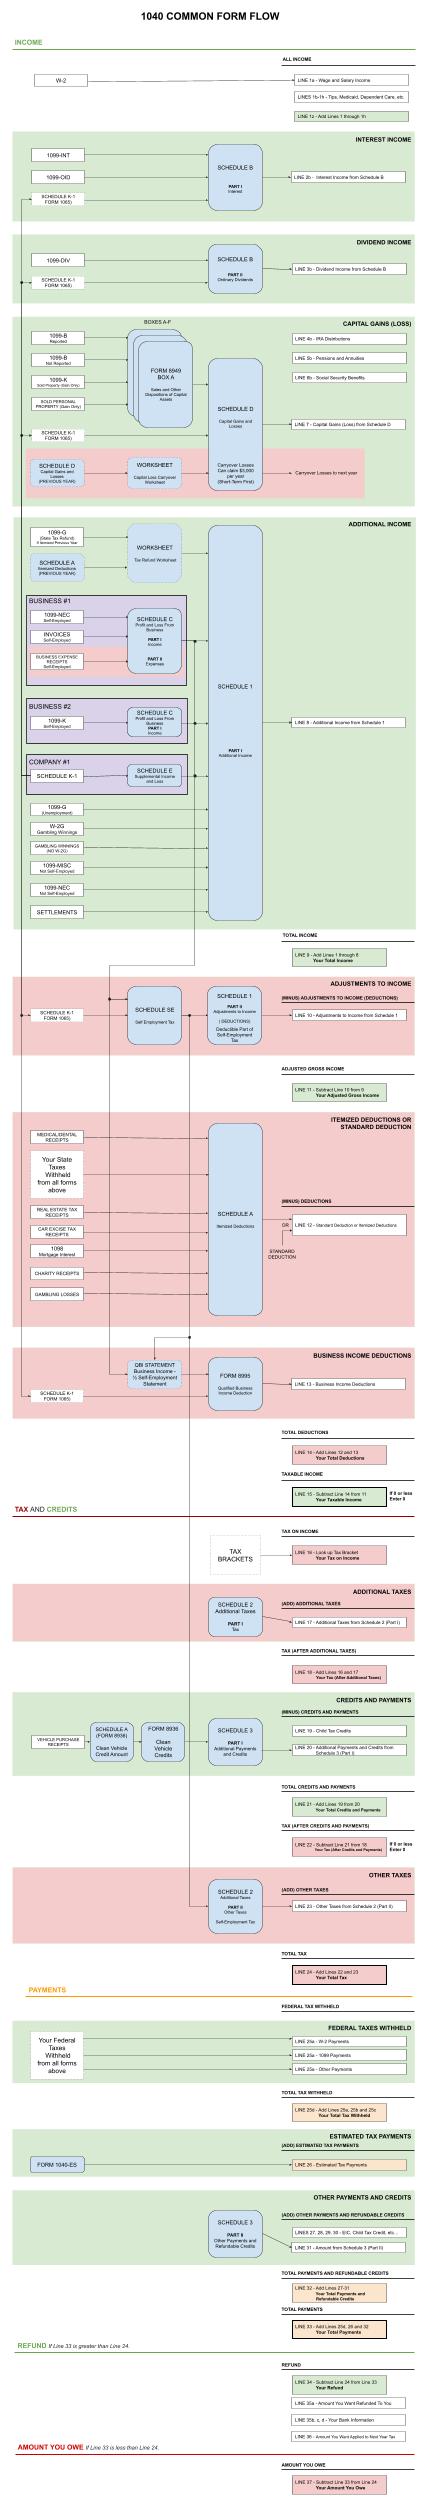 1040 COMMON FORM FLOW
INCOME
ALL INCOME
W-2
LINE 1a - Wage and Salary Income
LINES 1b-1h - Tips, Medicaid, Dependent Care, etc.
LINE 1z - Add Lines 1 through 1h
INTEREST INCOME
1099-INT
1099-OID
SCHEDULE K-1
FORM 1065)
SCHEDULE B
PART I
Interest
LINE 2b - Interest Income from Schedule B
DIVIDEND INCOME
1099-DIV
SCHEDULE K-1
FORM 1065)
SCHEDULE B
PART II
Ordinary Dividends
LINE 3b - Dividend Income from Schedule B
BOXES A-F
CAPITAL GAINS (LOSS)
1099-B
Reported
1099-B
Not Reported
1099-K
Sold Property (Gain Only)
SOLD PERSONAL
PROPERTY (Gain Only)
SCHEDULE K-1
FORM 1065)
FORM 8949
BOX A
Sales and Other
Dispositions of Capital
Assets
SCHEDULE D
Capital Gains and
Losses
LINE 4b - IRA Distributions
LINE 5b - Pensions and Annuities
LINE 6b - Social Security Benefits
LINE 7 - Capital Gains (Loss) from Schedule D
SCHEDULE D
Capital Gains and
Losses
(PREVIOUS YEAR)
WORKSHEET
Capital Loss Carryover
Worksheet
Carryover Losses
Can claim $3,000
per year
(Short-Term First)
Carryover Losses to next year
ADDITIONAL INCOME
1099-G
(State Tax Refund)
If Itemized Previous Year
SCHEDULE A
Itemized Deductions
(PREVIOUS YEAR)
WORKSHEET
Tax Refund Worksheet
BUSINESS #1
1099-NEC
Self-Employed
INVOICES
Self-Employed
BUSINESS EXPENSE
RECEIPTS
Self-Employed
SCHEDULE C
Profit and Loss From
Business
PART I
Income
PART II
Expenses
BUSINESS #2
1099-K
Self-Employed
SCHEDULE C
Profit and Loss From
Business
PART I
Income
COMPANY #1
SCHEDULE K-1
SCHEDULE E
Supplemental Income
and Loss
SCHEDULE 1
PART I
Additional Income
LINE 8 - Additional Income from Schedule 1
1099-G
(Unemployment)
W-2G
Gambling Winnings
GAMBLING WINNINGS
(NO W-2G)
1099-MISC
Not Self-Employed
1099-NEC
Not Self-Employed
SETTLEMENTS
TOTAL INCOME
LINE 9 - Add Lines 1 through 8
Your Total Income
ADJUSTMENTS TO INCOME
(MINUS) ADJUSTMENTS TO INCOME (DEDUCTIONS)
SCHEDULE K-1
FORM 1065)
SCHEDULE SE
Self Employment Tax
SCHEDULE 1
PART II
Adjustments to Income
( DEDUCTIONS)
Deductible Part of
Self-Employment
Tax
LINE 10 - Adjustments to Income from Schedule 1
ADJUSTED GROSS INCOME
LINE 11 - Subtract Line 10 from 9
Your Adjusted Gross Income
ITEMIZED DEDUCTIONS OR
STANDARD DEDUCTION
MEDICAL/DENTAL
RECEIPTS
Your State
Taxes
Withheld
from all forms
above
REAL ESTATE TAX
RECEIPTS
CAR EXCISE TAX
RECEIPTS
1098
Mortgage Interest
CHARITY RECEIPTS
GAMBLING LOSSES
SCHEDULE A
Itemized Deductions
(MINUS) DEDUCTIONS
OR
LINE 12 - Standard Deduction or Itemized Deductions
STANDARD
DEDUCTION
BUSINESS INCOME DEDUCTIONS
QBI STATEMENT
Business Income -
½ Self-Employment
Statement
SCHEDULE K-1
FORM 1065)
FORM 8995
Qualified Business
Income Deduction
LINE 13 - Business Income Deductions
TOTAL DEDUCTIONS
LINE 14 - Add Lines 12 and 13
Your Total Deductions
TAXABLE INCOME
LINE 15 - Subtract Line 14 from 11
Your Taxable Income
If 0 or less
Enter 0
TAX AND CREDITS
TAX ON INCOME
TAX
BRACKETS
LINE 16 - Look up Tax Bracket
Your Tax on Income
ADDITIONAL TAXES
(ADD) ADDITIONAL TAXES
SCHEDULE 2
Additional Taxes
PART I
Tax
LINE 17 - Additional Taxes from Schedule 2 (Part I)
TAX (AFTER ADDITIONAL TAXES)
LINE 18 - Add Lines 16 and 17
Your Tax (After Additional Taxes)
CREDITS AND PAYMENTS
(MINUS) CREDITS AND PAYMENTS
VEHICLE PURCHASE
RECEIPTS
SCHEDULE A
(FORM 8936)
Clean Vehicle
Credit Amount
FORM 8936
Clean
Vehicle
Credits
SCHEDULE 3
PART I
Additional Payments
and Credits
LINE 19 - Child Tax Credits
LINE 20 - Additional Payments and Credits from
Schedule 3 (Part I)
TOTAL CREDITS AND PAYMENTS
LINE 21 - Add Lines 19 from 20
Your Total Credits and Payments
TAX (AFTER CREDITS AND PAYMENTS)
LINE 22 - Subtract Line 21 from 18
Your Tax (After Credits and Payments)
If 0 or less
Enter 0
OTHER TAXES
(ADD) OTHER TAXES
SCHEDULE 2
Additional Taxes
PART II
Other Taxes
Self-Employment Tax
LINE 23 - Other Taxes from Schedule 2 (Part II)
TOTAL TAX
LINE 24 - Add Lines 22 and 23
Your Total Tax
PAYMENTS
FEDERAL TAX WITHHELD
FEDERAL TAXES WITHHELD
Your Federal
Taxes
Withheld
from all forms
above
LINE 25a - W-2 Payments
LINE 25a - 1099 Payments
LINE 25a - Other Payments
TOTAL TAX WITHHELD
LINE 25d - Add Lines 25a, 25b and 25c
Your Total Tax Withheld
ESTIMATED TAX PAYMENTS
(ADD) ESTIMATED TAX PAYMENTS
FORM 1040-ES
LINE 26 - Estimated Tax Payments
OTHER PAYMENTS AND CREDITS
(ADD) OTHER PAYMENTS AND REFUNDABLE CREDITS
SCHEDULE 3
PART II
Other Payments and
Refundable Credits
LINES 27, 28, 29, 30 - EIC, Child Tax Credit, etc...
LINE 31 - Amount from Schedule 3 (Part II)
TOTAL PAYMENTS AND REFUNDABLE CREDITS
LINE 32 - Add Lines 27-31
Your Total Payments and
Refundable Credits
TOTAL PAYMENTS
LINE 33 - Add Lines 25d, 26 and 32
Your Total Payments
REFUND If Line 33 is greater than Line 24.
REFUND
LINE 34 - Subtract Line 24 from Line 33
Your Refund
LINE 35a - Amount You Want Refunded To You
LINE 35b, c, d - Your Bank Information
LINE 36 - Amount You Want Applied to Next Year Tax
AMOUNT YOU OWE If Line 33 is less than Line 24.
AMOUNT YOU OWE
LINE 37 - Subtract Line 33 from Line 24
Your Amount You Owe